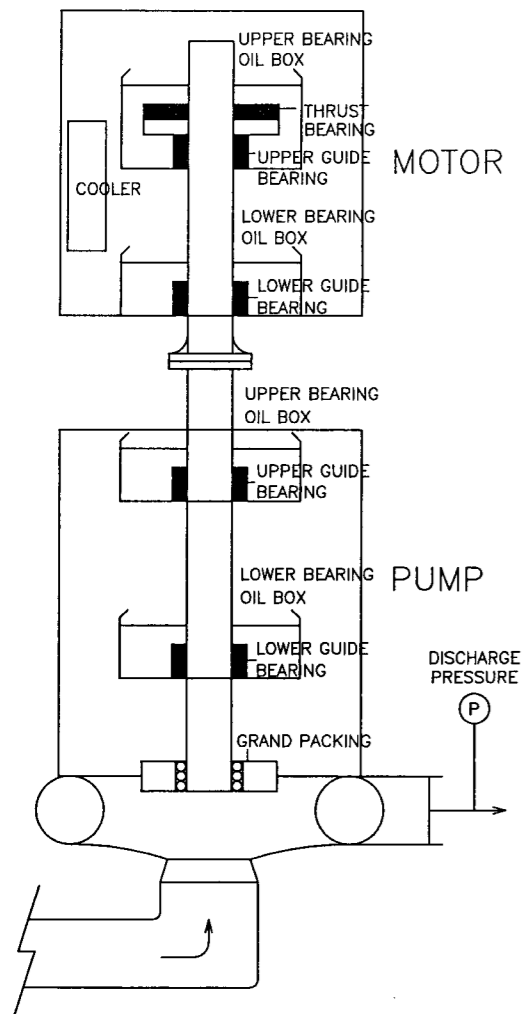 UPPER BEARING
OIL BOX
THRUST
BEARING
UPPER GUIDE
BEARING
MOTOR
COOLER
LOWER BEARING
OIL BOX
LOWER GUIDE
BEARING
UPPER BEARING
OIL BOX
UPPER GUIDE
BEARING
LOWER BEARING
OIL BOX
PUMP
LOWER GUIDE
BEARING
DISCHARGE
PRESSURE
P
GRAND PACKING